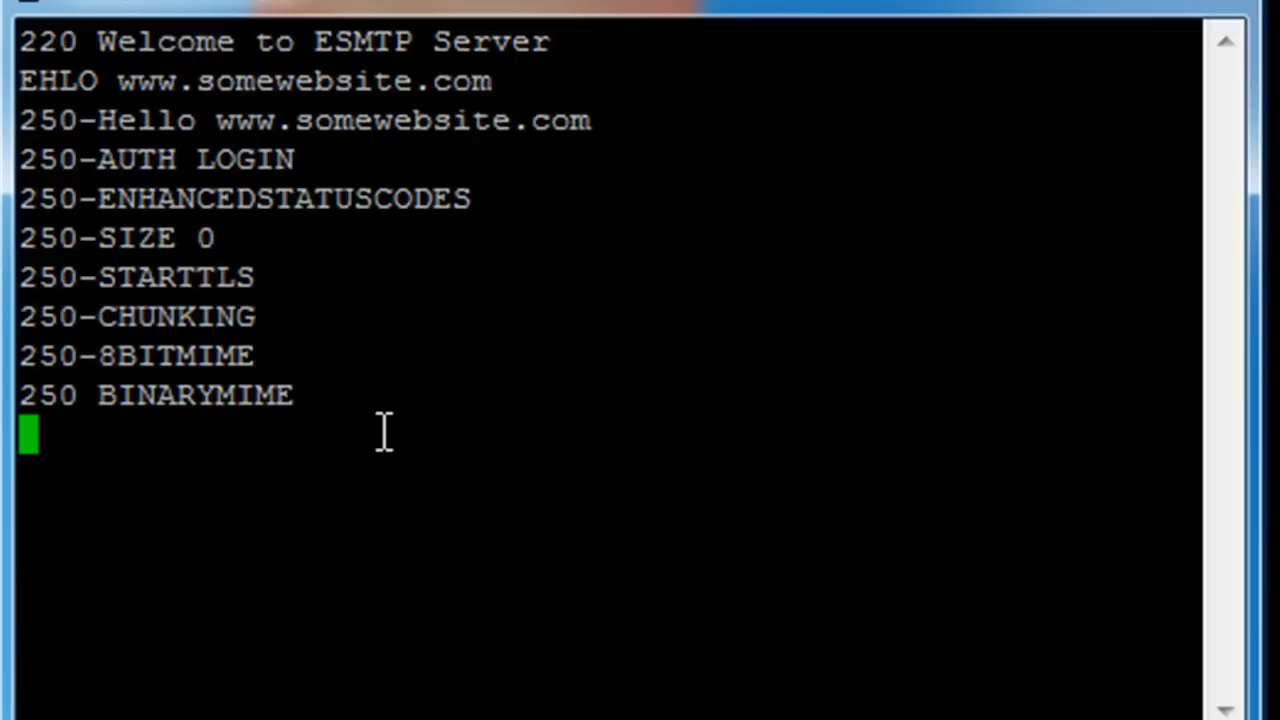 220 Welcome to ESMTP Server
EHLO www.somewebsite.com
250-Hello www.somewebsite.com
250-AUTH LOGIN
250-ENHANCEDSTATUSCODES
250-SIZE 0
250-STARTTLS
250-CHUNKING
250-8BITMIME
250 BINARYMIME